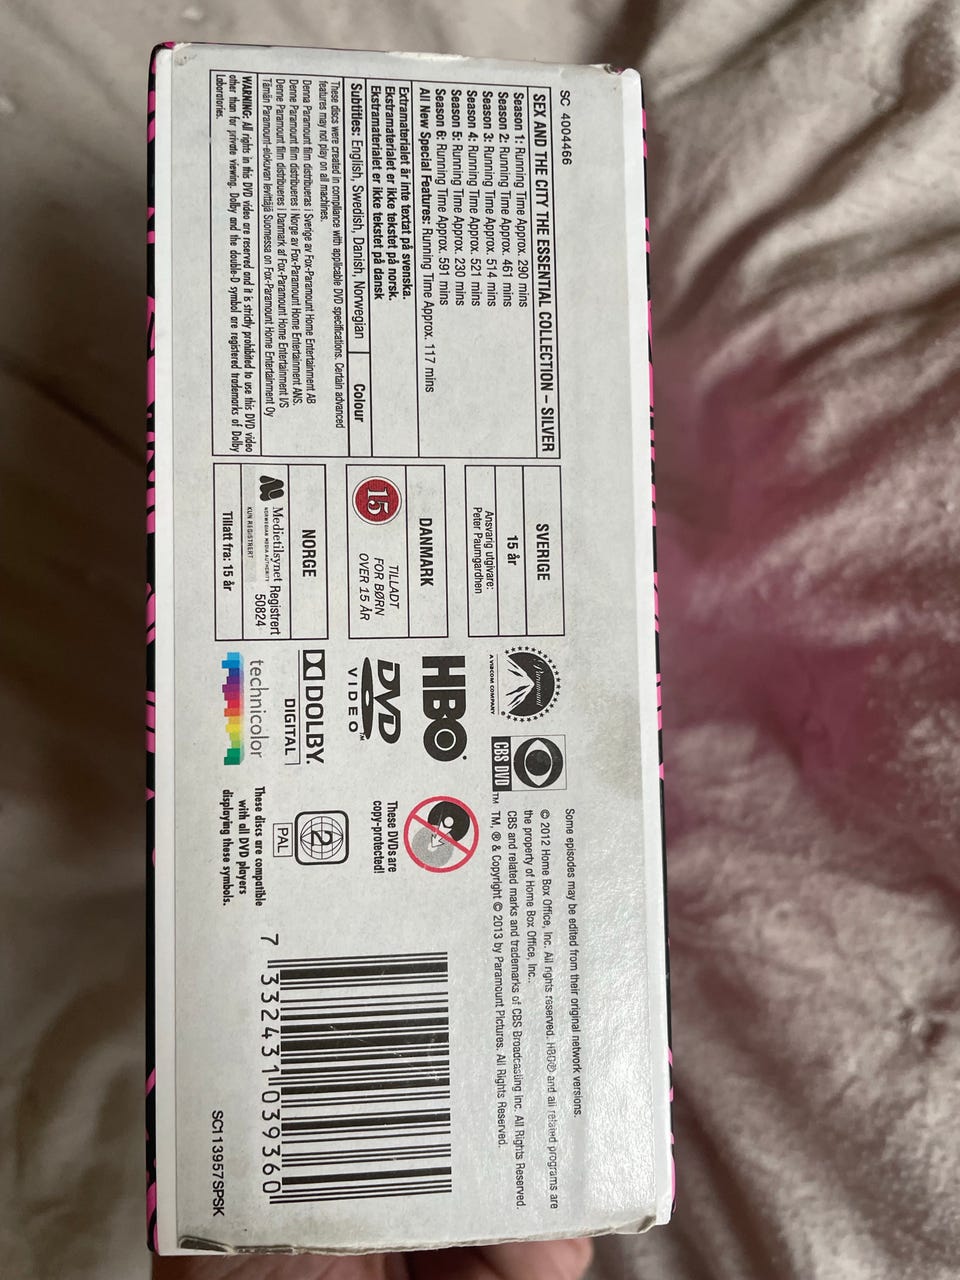 SC 4004466
SEX AND THE CITY THE ESSENTIAL COLLECTION – SILVER
Season 1: Running Time Approx. 290 mins
Season 2: Running Time Approx. 461 mins
Season 3: Running Time Approx. 514 mins
Season 4: Running Time Approx. 521 mins
Season 5: Running Time Approx. 230 mins
Season 6: Running Time Approx. 591 mins
All New Special Features: Running Time Approx. 117 mins
Extramaterialet är inte textat på svenska.
Ekstramaterialet er ikke tekstet på norsk.
Ekstramaterialet er ikke tekstet på dansk
Subtitles: English, Swedish, Danish, Norwegian
Colour
These discs were created in compliance with applicable DVD specifications. Certain advanced
features may not play on all machines.
Denna Paramount film distribueras i Sverige av Fox-Paramount Home Entertainment AB
Denne Paramount film distribueres i Norge av Fox-Paramount Home Entertainment ANS.
Denne Paramount film distribueres i Danmark af Fox-Paramount Home Entertainment I/S
Tämän Paramount-elokuvan levittäjä Suomessa on Fox-Paramount Home Entertainment Oy
WARNING: All rights in this DVD video are reserved and it is strictly prohibited to use this DVD video
other than for private viewing. Dolby and the double-D symbol are registered trademarks of Dolby
Laboratories.
SVERIGE
15 år
Ansvarig utgivare:
Peter Paumgardhen
DANMARK
15
TILLADT
FOR BØRN
OVER 15 ÅR
NORGE
Medietilsynet Registrert
NORWEGIAN MEDIA AUTHORITY 50824
KUN REGISTRERT
Tillatt fra: 15 år
Paramount
A VIACOM COMPANY
CBS DVD
TM
HBO®
DVD
VIDEO™
DOLBY.
DIGITAL
technicolor
Some episodes may be edited from their original network versions.
© 2012 Home Box Office, Inc. All rights reserved. HBO® and all related programs are
the property of Home Box Office, Inc..
CBS and related marks and trademarks of CBS Broadcasting Inc. All Rights Reserved.
TM, ® & Copyright © 2013 by Paramount Pictures. All Rights Reserved.
These DVDs are
copy-protected!
2
PAL
These discs are compatible
with all DVD players
displaying these symbols.
7 332431 039360
SC113957SPSK